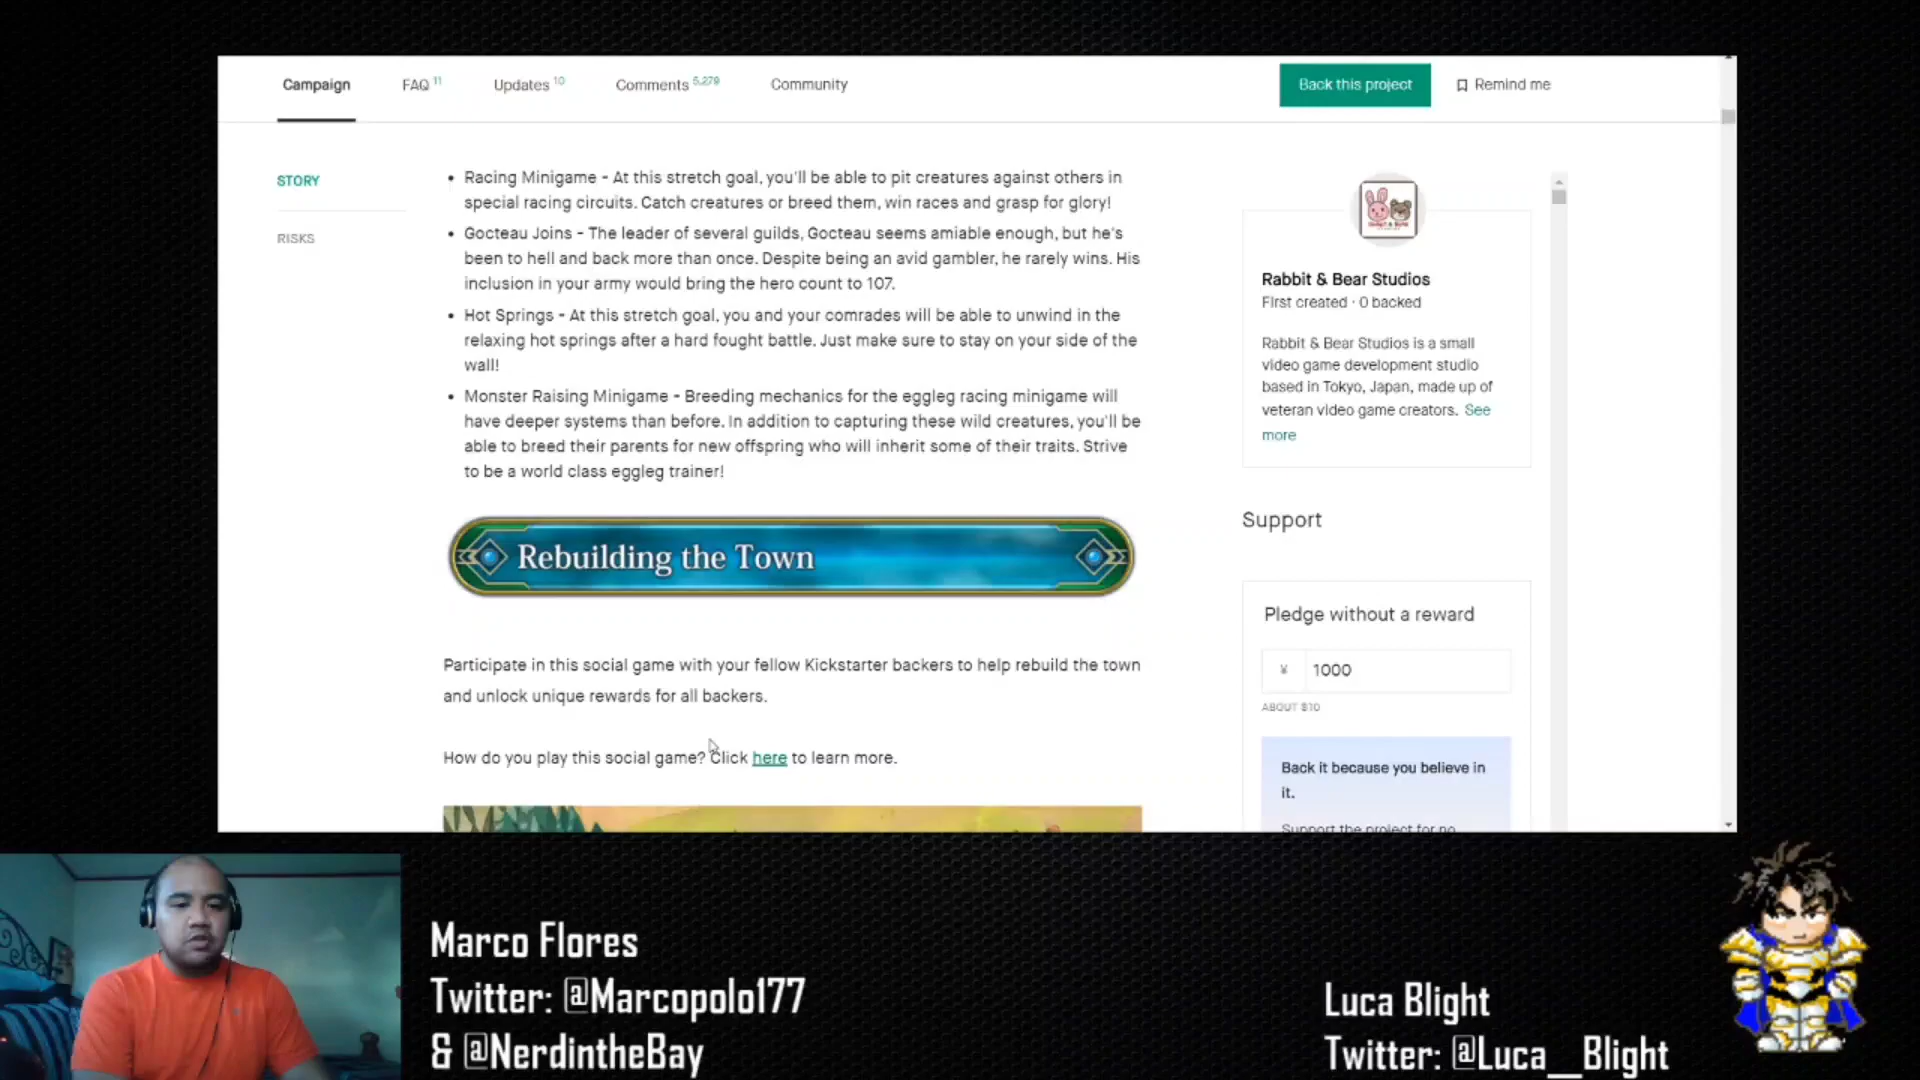 Campaign FAQ 11 Updates 10 Comments 5,279 Community Back this project Remind me
STORY
RISKS
• Racing Minigame - At this stretch goal, you'll be able to pit creatures against others in
special racing circuits. Catch creatures or breed them, win races and grasp for glory!
• Gocteau Joins - The leader of several guilds, Gocteau seems amiable enough, but he's
been to hell and back more than once. Despite being an avid gambler, he rarely wins. His
inclusion in your army would bring the hero count to 107.
• Hot Springs - At this stretch goal, you and your comrades will be able to unwind in the
relaxing hot springs after a hard fought battle. Just make sure to stay on your side of the
wall!
• Monster Raising Minigame - Breeding mechanics for the eggleg racing minigame will
have deeper systems than before. In addition to capturing these wild creatures, you'll be
able to breed their parents for new offspring who will inherit some of their traits. Strive
to be a world class eggleg trainer!
Rebuilding the Town
Participate in this social game with your fellow Kickstarter backers to help rebuild the town
and unlock unique rewards for all backers.
How do you play this social game? Click here to learn more.
Rabbit & Bear Studios
First created · 0 backed
Rabbit & Bear Studios is a small
video game development studio
based in Tokyo, Japan, made up of
veteran video game creators. See
more
Support
Pledge without a reward
¥ 1000
ABOUT $10
Back it because you believe in
it.
Support the project for no
Marco Flores
Twitter: @Marcopolo177
& @NerdintheBay
Luca Blight
Twitter: @Luca__Blight